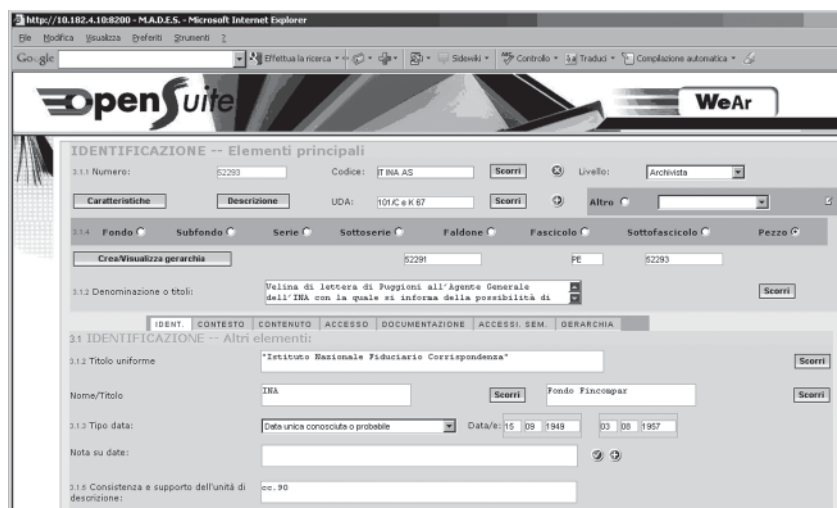 http://10.182.4.10:8200 - M.A.D.E.S. - Microsoft Internet Explorer
File Modifica Visualizza Preferiti Strumenti ?
Google Effettua la ricerca Sidewiki Controllo Traduci Compilazione automatica
OpenSuite WeAr
IDENTIFICAZIONE -- Elementi principali
3.1.1 Numero: 52293 Codice: IT INA AS Scorri Livello: Archivista
Caratteristiche Descrizione UDA: 101/C e K 67 Scorri Altro
3.1.4 Fondo Subfondo Serie Sottoserie Faldone Fascicolo Sottofascicolo Pezzo
Crea/Visualizza gerarchia 52291 PE 52293
3.1.2 Denominazione o titoli: Velina di lettera di Puggioni all'Agente Generale
dell'INA con la quale si informa della possibilità di Scorri
IDENT. CONTESTO CONTENUTO ACCESSO DOCUMENTAZIONE ACCESSI. SEM. GERARCHIA
3.1 IDENTIFICAZIONE -- Altri elementi:
3.1.2 Titolo uniforme "Istituto Nazionale Fiduciario Corrispondenza" Scorri
Nome/Titolo INA Scorri Fondo Fincompar Scorri
3.1.3 Tipo data: Data unica conosciuta o probabile Data/e: 15 09 1949 03 08 1957
Nota su date:
3.1.5 Consistenza e supporto dell'unità di
descrizione: cc.90